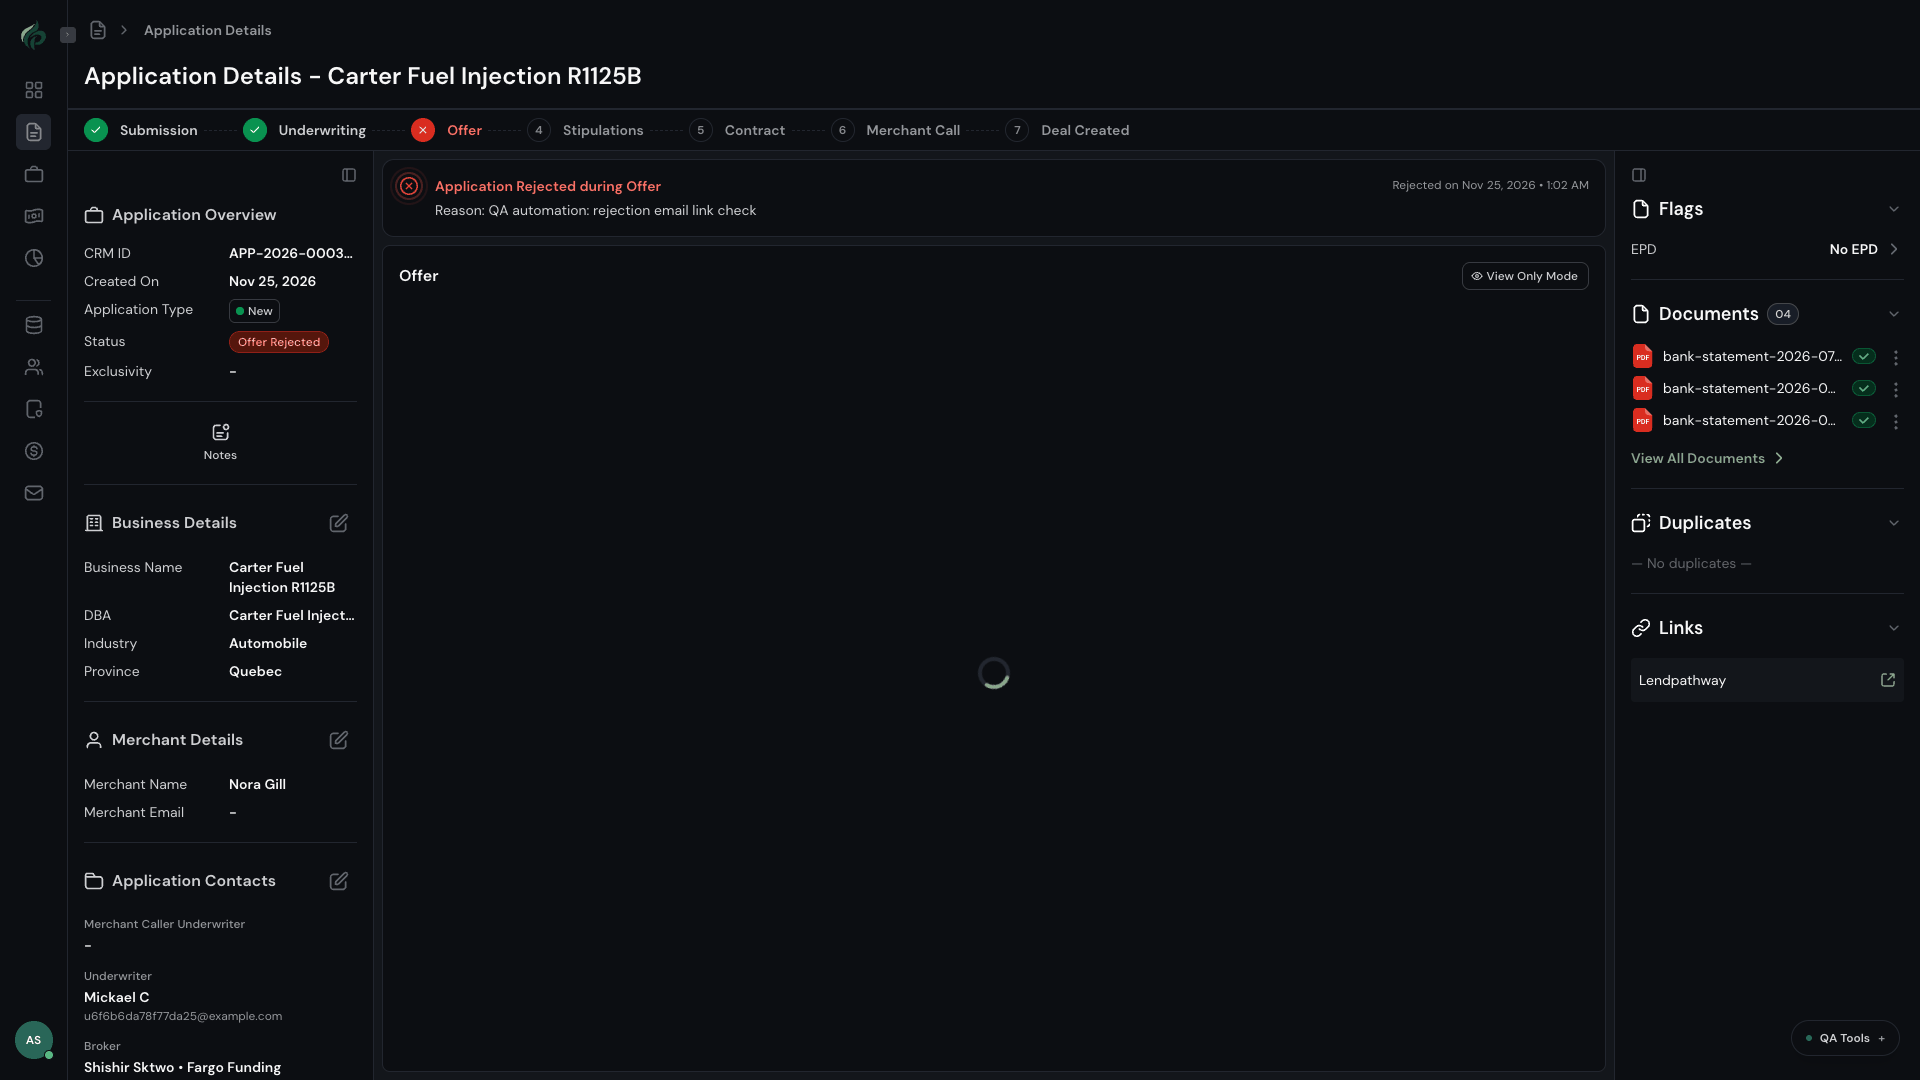 Application Details
Application Details – Carter Fuel Injection R1125B
Submission
Underwriting
Offer
4 Stipulations
5 Contract
6 Merchant Call
7 Deal Created
Application Overview
CRM ID APP-2026-0003...
Created On Nov 25, 2026
Application Type New
Status Offer Rejected
Exclusivity –
Notes
Business Details
Business Name Carter Fuel
Injection R1125B
DBA Carter Fuel Inject...
Industry Automobile
Province Quebec
Merchant Details
Merchant Name Nora Gill
Merchant Email –
Application Contacts
Merchant Caller Underwriter
–
Underwriter
Mickael C
u6f6b6da78f77da25@example.com
Broker
Shishir Sktwo • Fargo Funding
AS
Application Rejected during Offer
Rejected on Nov 25, 2026 • 1:02 AM
Reason: QA automation: rejection email link check
Offer
View Only Mode
Flags
EPD No EPD
Documents 04
PDF bank-statement-2026-07...
PDF bank-statement-2026-0...
PDF bank-statement-2026-0...
View All Documents
Duplicates
— No duplicates —
Links
Lendpathway
QA Tools +